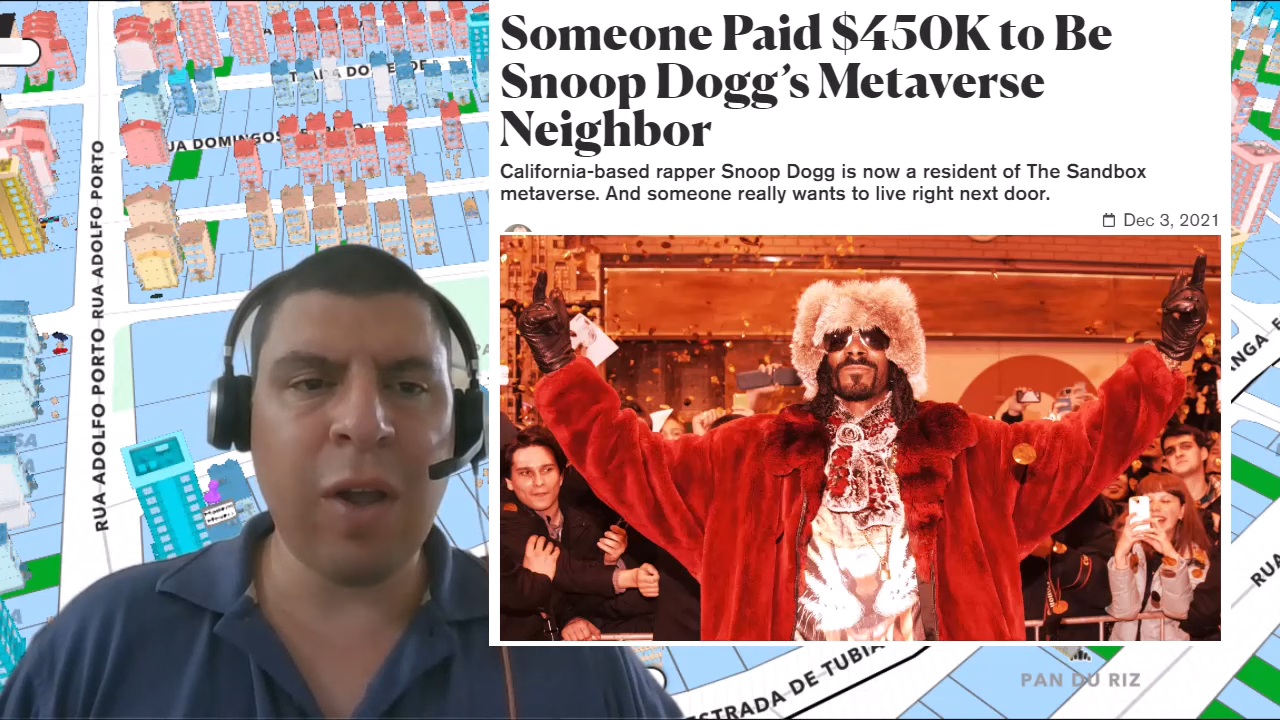 Someone Paid $450K to Be
Snoop Dogg’s Metaverse
Neighbor
California-based rapper Snoop Dogg is now a resident of The Sandbox
metaverse. And someone really wants to live right next door.
Dec 3, 2021
RUA ADOLFO PORTO
RUA ADOLFO PORTO
ESTRADA DE TUBIA
PAN DU RIZ
RUA